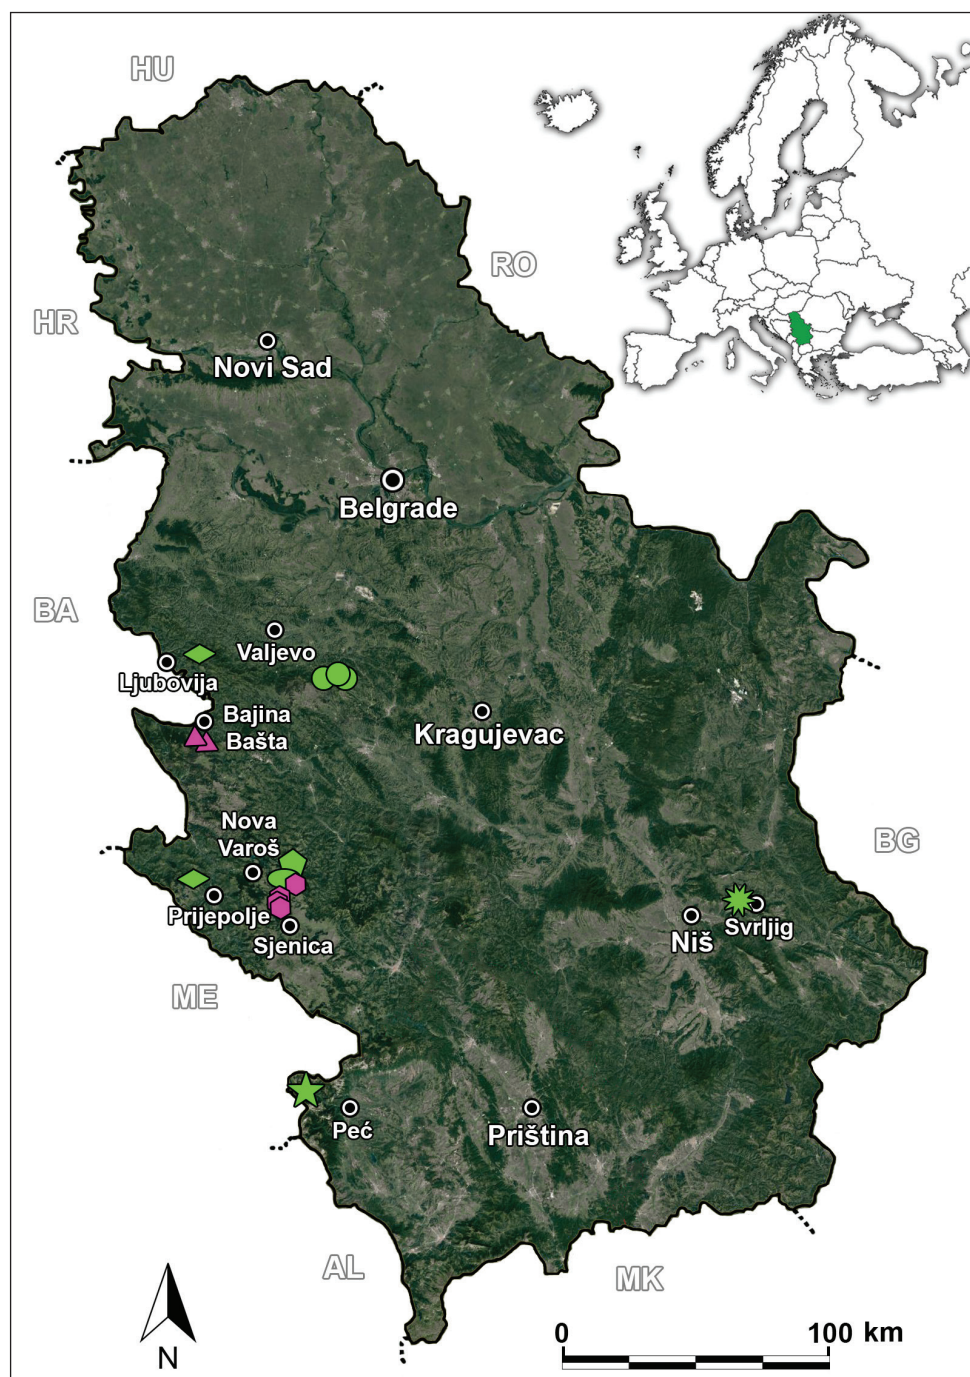 HU
RO
HR
Novi Sad
Belgrade
BA
Valjevo
Ljubovija
Bajina
Bašta
Kragujevac
Nova
Varoš
BG
Prijepolje
Sjenica
Svrljig
Niš
ME
Peć
Priština
AL
MK
N
0
100 km